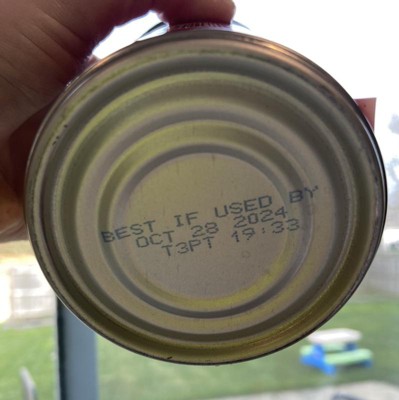 BEST IF USED BY
OCT 28 2024
T3PT 19:33